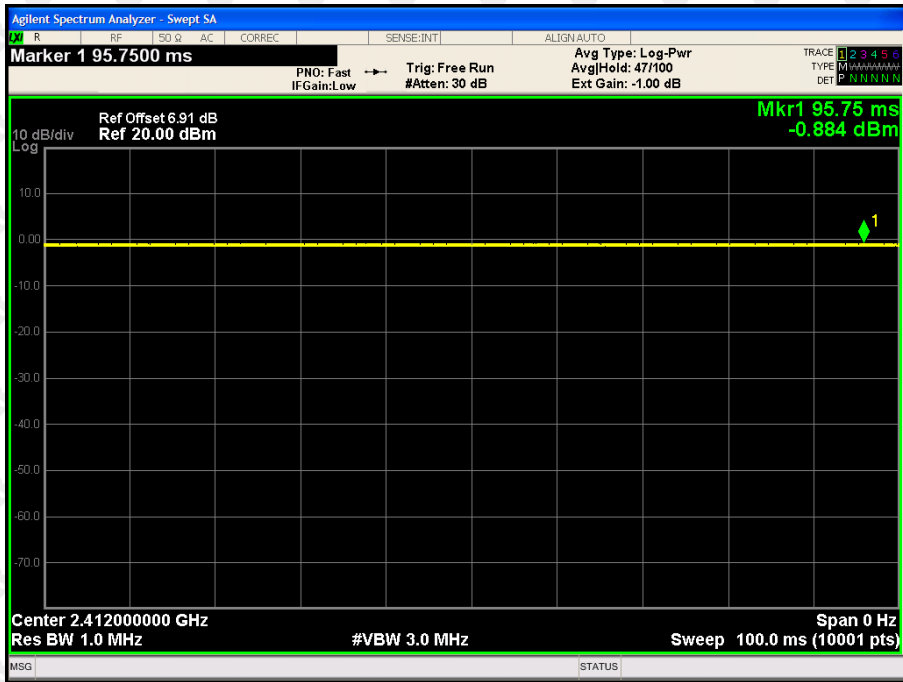 Agilent Spectrum Analyzer - Swept SA
LXI R RF 50 Ω AC CORREC SENSE:INT ALIGN AUTO
Marker 1 95.7500 ms
PNO: Fast
IFGain:Low
Trig: Free Run
#Atten: 30 dB
Avg Type: Log-Pwr
Avg|Hold: 47/100
Ext Gain: -1.00 dB
TRACE 1 2 3 4 5 6
TYPE M
DET P N N N N N
Mkr1 95.75 ms
-0.884 dBm
Ref Offset 6.91 dB
10 dB/div Ref 20.00 dBm
Log
10.0
1
0.00
-10.0
-20.0
-30.0
-40.0
-50.0
-60.0
-70.0
Center 2.412000000 GHz Span 0 Hz
Res BW 1.0 MHz #VBW 3.0 MHz Sweep 100.0 ms (10001 pts)
MSG STATUS